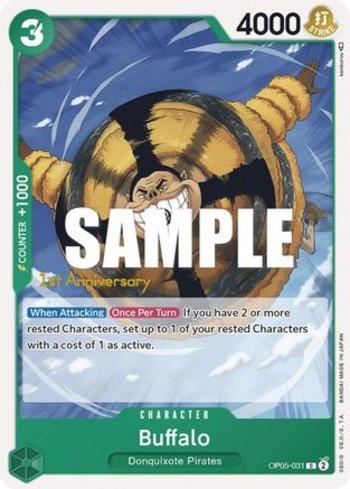 3
4000
打
STRIKE
kankurou
COUNTER +1000
SAMPLE
1st Anniversary
When Attacking Once Per Turn If you have 2 or more
rested Characters, set up to 1 of your rested Characters
with a cost of 1 as active.
BANDAI MADE IN JAPAN
©E.O./S., T.A.
CHARACTER
Buffalo
Donquixote Pirates
OP05-031 C 2